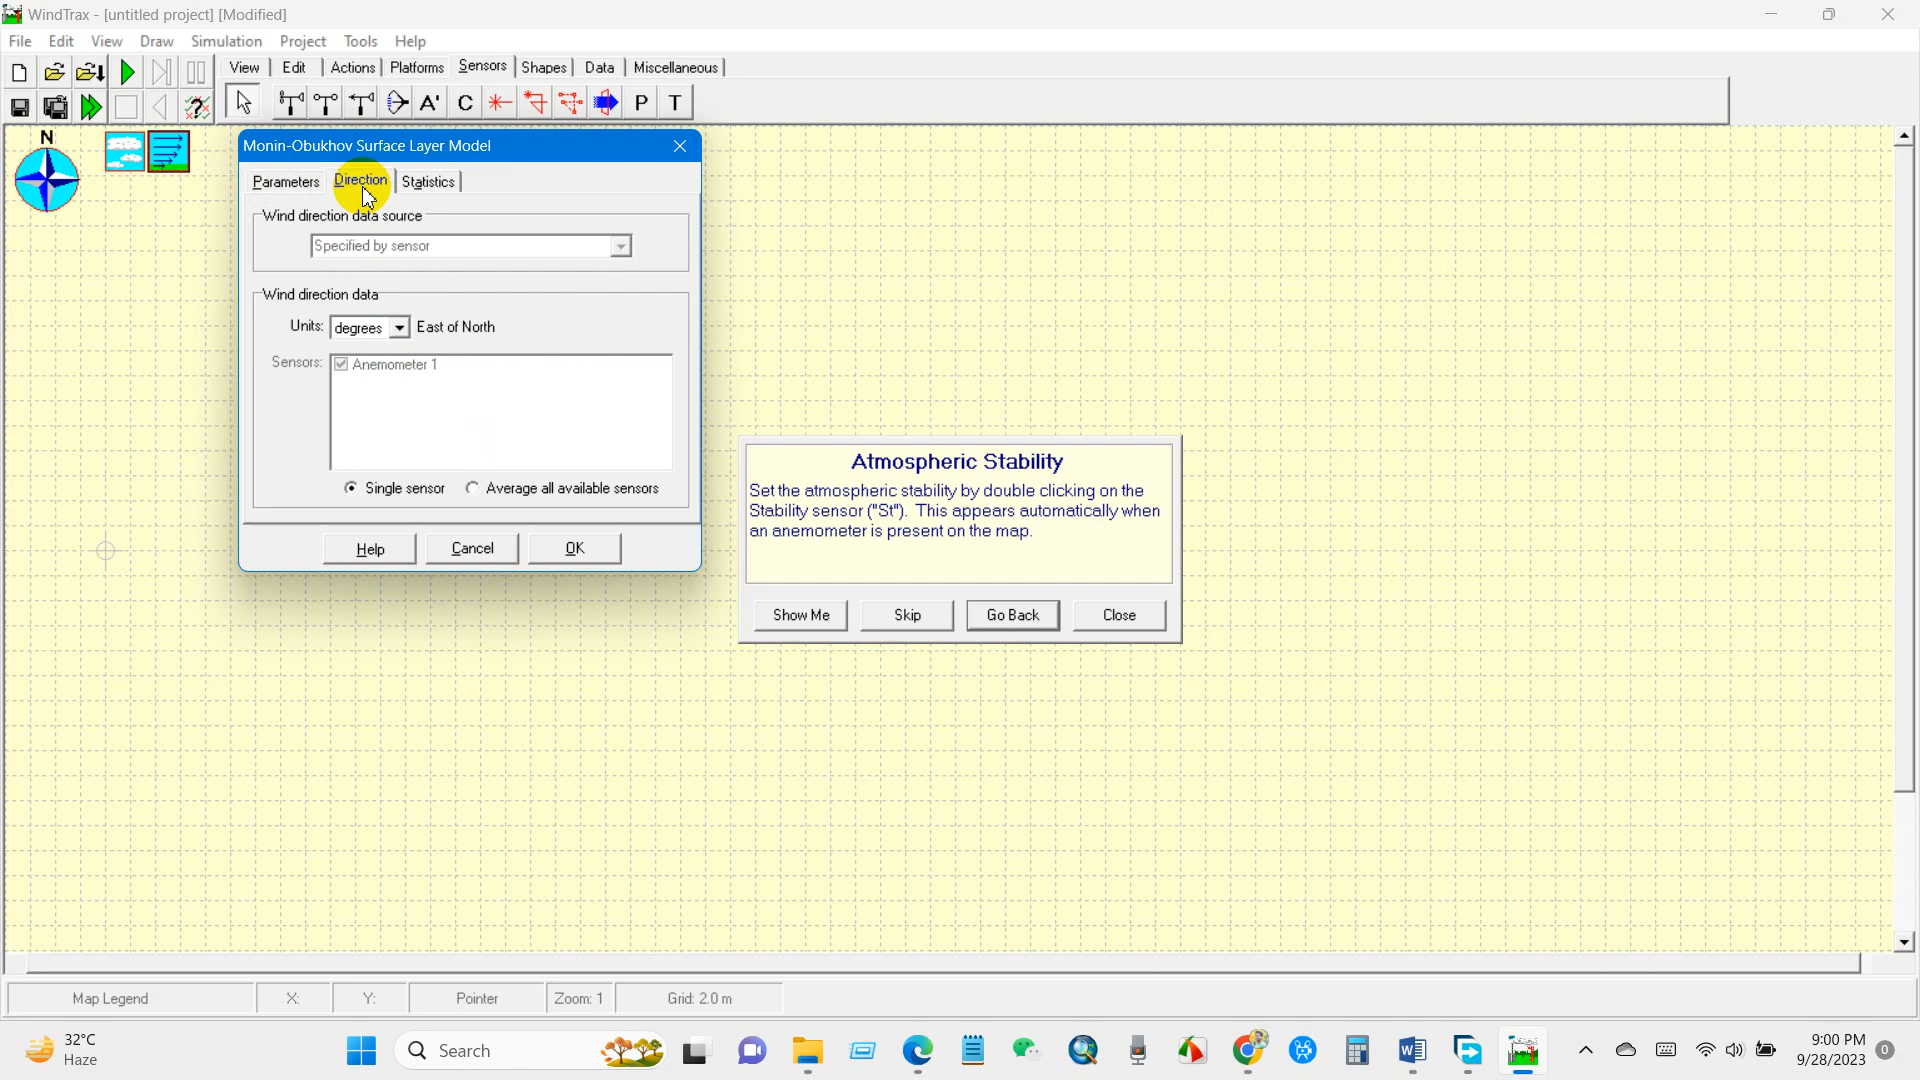 WindTrax - [untitled project] [Modified]
File Edit View Draw Simulation Project Tools Help
View Edit Actions Platforms Sensors Shapes Data Miscellaneous
A' C P T
N
Monin-Obukhov Surface Layer Model
Parameters Direction Statistics
Wind direction data source
Specified by sensor
Wind direction data
Units: degrees East of North
Sensors: Anemometer 1
Single sensor Average all available sensors
Help Cancel OK
Atmospheric Stability
Set the atmospheric stability by double clicking on the
Stability sensor ("St"). This appears automatically when
an anemometer is present on the map.
Show Me Skip Go Back Close
Map Legend X: Y: Pointer Zoom: 1 Grid: 2.0 m
32°C
Haze
Search
9:00 PM
9/28/2023
0